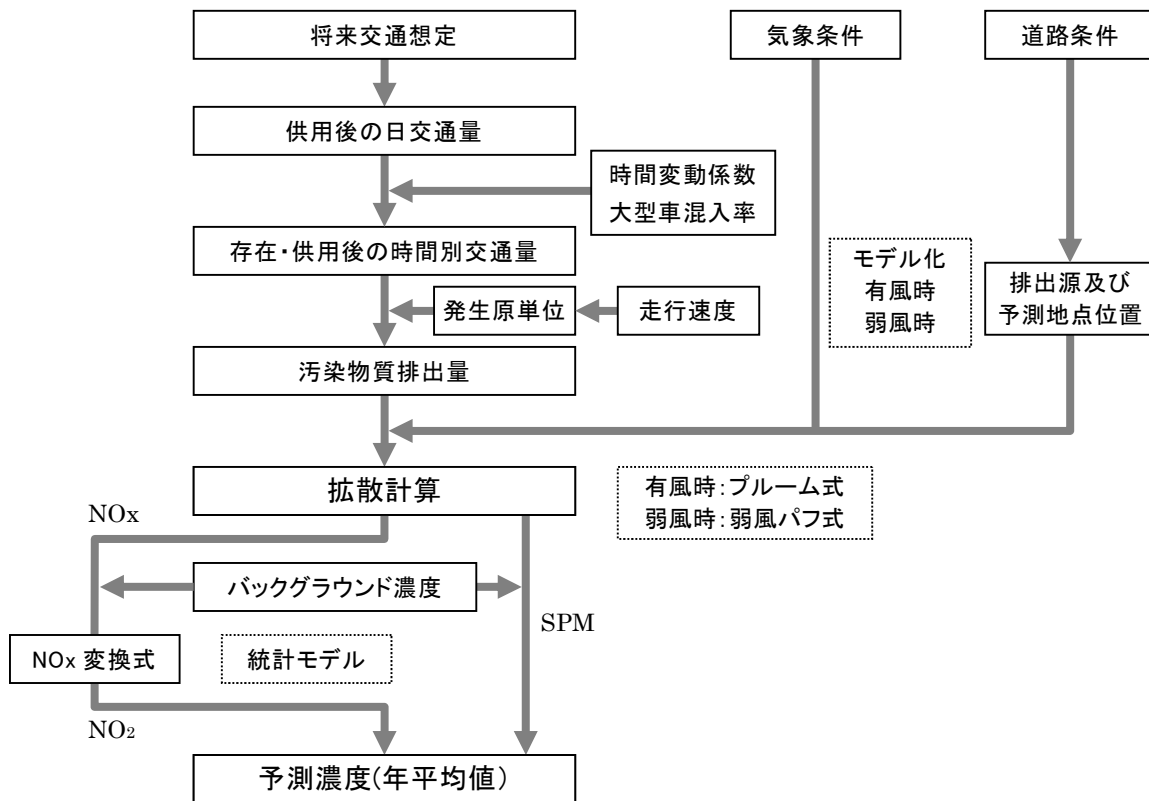 将来交通想定
気象条件
道路条件
供用後の日交通量
時間変動係数
大型車混入率
存在・供用後の時間別交通量
モデル化
有風時
弱風時
排出源及び
予測地点位置
発生原単位
走行速度
汚染物質排出量
拡散計算
有風時:プルーム式
弱風時:弱風パフ式
NOx
バックグラウンド濃度
SPM
NOx 変換式
統計モデル
NO2
予測濃度(年平均値)